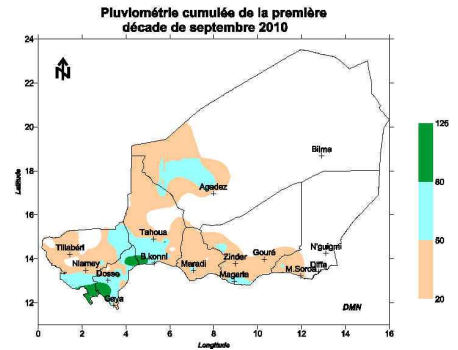 Pluviométrie cumulée de la première
décade de septembre 2010
24
22
20
18
16
14
12
Latitude
N
Bilma
Agadez
Tahoua
Tillabéri
Niamey
Dosso
B.konni
Gaya
Maradi
Zinder
Magaria
Gouré
N'guigmi
Diffa
M.Soroa
DMN
0 2 4 6 8 10 12 14 16
Longitude
125
80
50
20